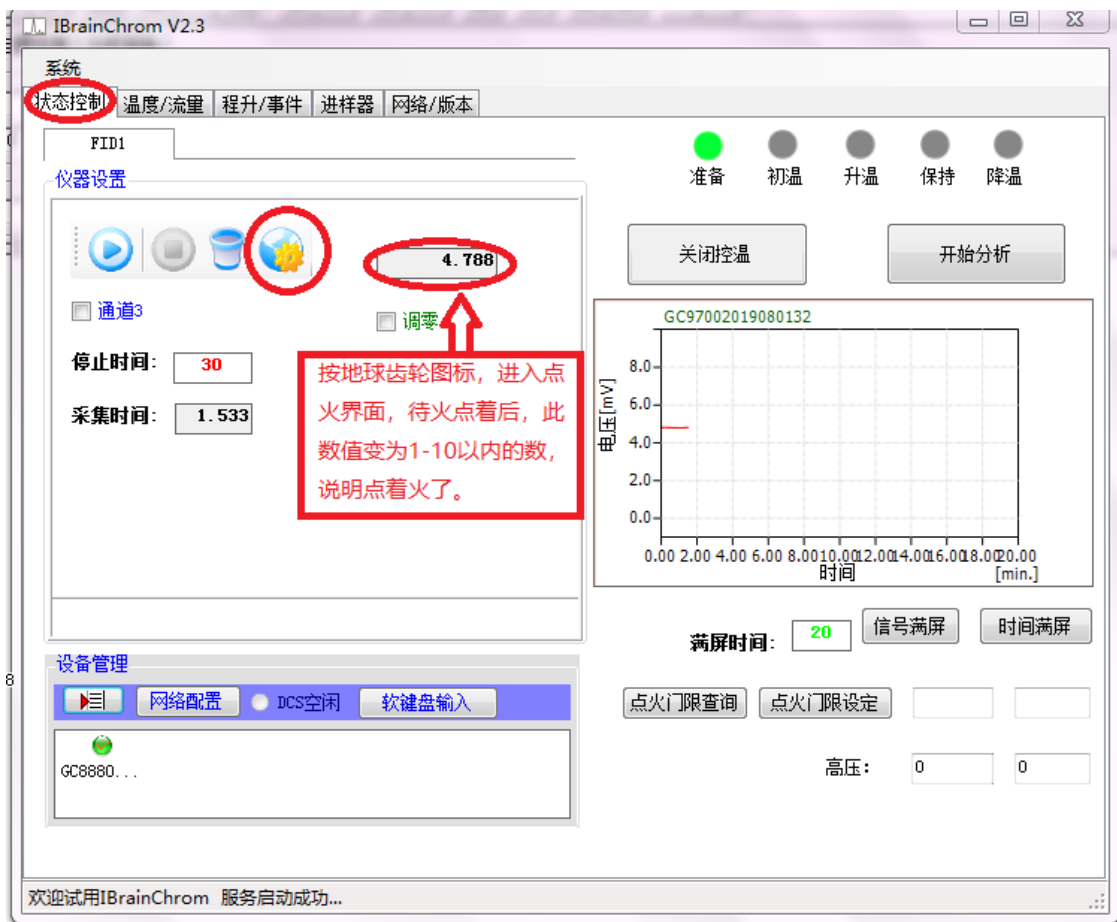 IBrainChrom V2.3
系统
状态控制 温度/流量 程升/事件 进样器 网络/版本
FID1
准备 初温 升温 保持 降温
仪器设置
4.788
关闭控温 开始分析
通道3
调零
GC97002019080132
停止时间: 30
采集时间: 1.533
按地球齿轮图标，进入点
火界面，待火点着后，此
数值变为1-10以内的数，
说明点着火了。
电压[mV]
8.0
6.0
4.0
2.0
0.0
0.00 2.00 4.00 6.00 8.00 10.00 12.00 14.00 16.00 18.00 20.00
时间
[min.]
满屏时间: 20 信号满屏 时间满屏
设备管理
网络配置 DCS空闲 软键盘输入
点火门限查询 点火门限设定
GC8880...
高压: 0 0
欢迎试用IBrainChrom 服务启动成功...